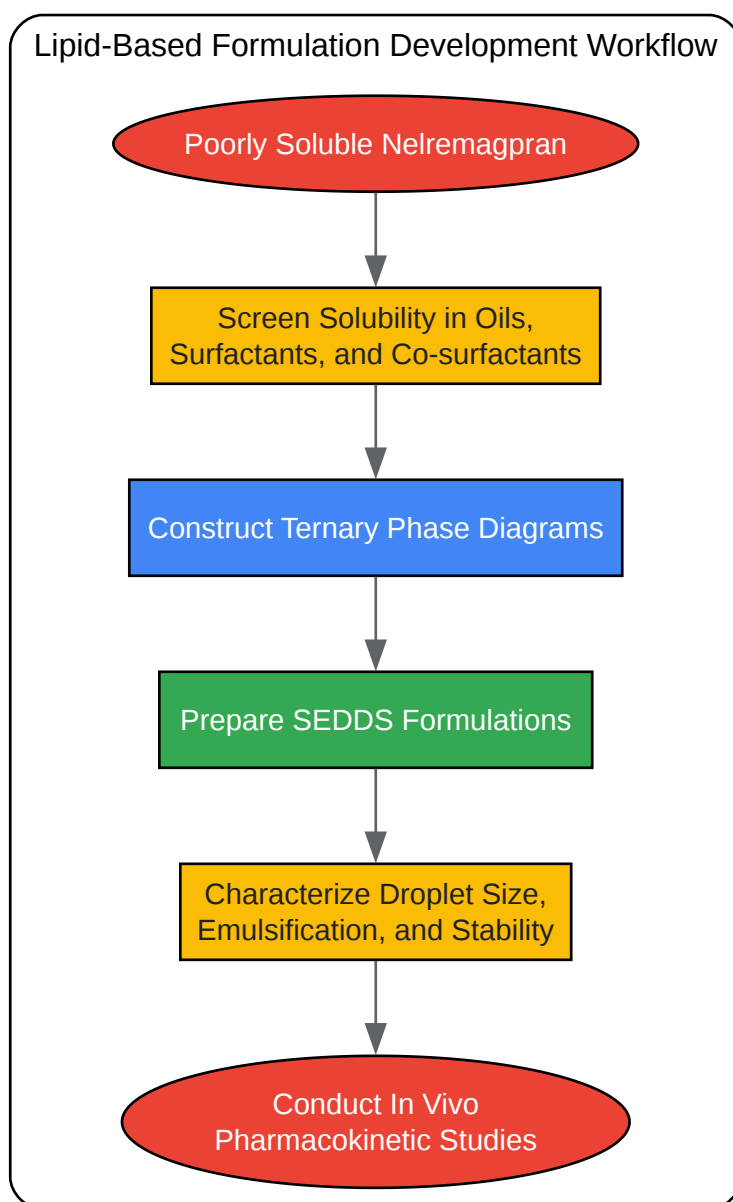 Lipid-Based Formulation Development Workflow
Poorly Soluble Nelremagpran
Screen Solubility in Oils,
Surfactants, and Co-surfactants
Construct Ternary Phase Diagrams
Prepare SEDDS Formulations
Characterize Droplet Size,
Emulsification, and Stability
Conduct In Vivo
Pharmacokinetic Studies